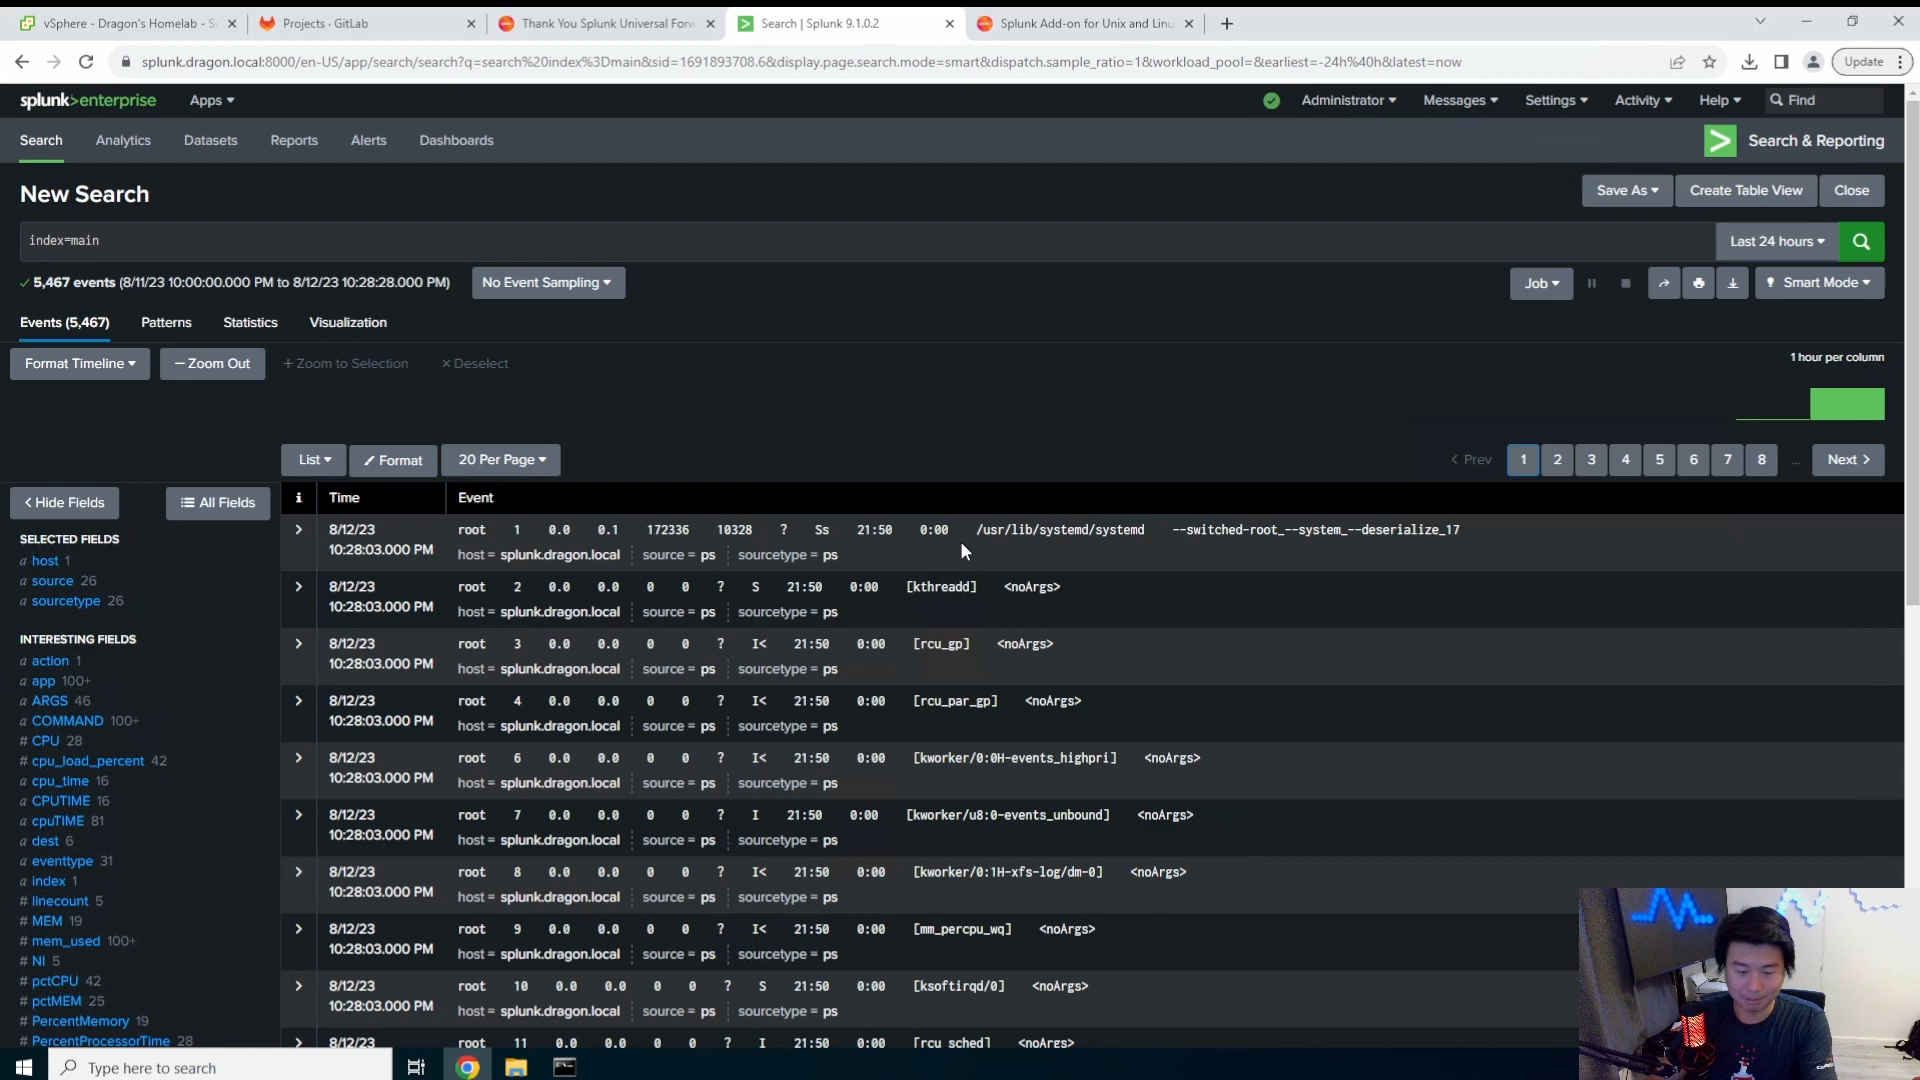 vSphere - Dragon's Homelab - S
Projects · GitLab
Thank You Splunk Universal Forw
Search | Splunk 9.1.0.2
Splunk Add-on for Unix and Linu
splunk.dragon.local:8000/en-US/app/search/search?q=search%20index%3Dmain&sid=1691893708.6&display.page.search.mode=smart&dispatch.sample_ratio=1&workload_pool=&earliest=-24h%40h&latest=now
Update
splunk>enterprise Apps
Administrator Messages Settings Activity Help Find
Search Analytics Datasets Reports Alerts Dashboards
> Search & Reporting
New Search
Save As Create Table View Close
index=main
Last 24 hours
✓ 5,467 events (8/11/23 10:00:00.000 PM to 8/12/23 10:28:28.000 PM)
No Event Sampling
Job
Smart Mode
Events (5,467) Patterns Statistics Visualization
Format Timeline — Zoom Out + Zoom to Selection × Deselect
1 hour per column
List Format 20 Per Page
< Prev 1 2 3 4 5 6 7 8 ... Next >
< Hide Fields All Fields
i Time Event
SELECTED FIELDS
a host 1
a source 26
a sourcetype 26
INTERESTING FIELDS
a action 1
a app 100+
a ARGS 46
a COMMAND 100+
# CPU 28
# cpu_load_percent 42
a cpu_time 16
a CPUTIME 16
a cpuTIME 81
a dest 6
a eventtype 31
a index 1
# linecount 5
# MEM 19
# mem_used 100+
# NI 5
# pctCPU 42
# pctMEM 25
# PercentMemory 19
# PercentProcessorTime 28
> 8/12/23 root 1 0.0 0.1 172336 10328 ? Ss 21:50 0:00 /usr/lib/systemd/systemd --switched-root_--system_--deserialize_17
10:28:03.000 PM host = splunk.dragon.local source = ps sourcetype = ps
> 8/12/23 root 2 0.0 0.0 0 0 ? S 21:50 0:00 [kthreadd] <noArgs>
10:28:03.000 PM host = splunk.dragon.local source = ps sourcetype = ps
> 8/12/23 root 3 0.0 0.0 0 0 ? I< 21:50 0:00 [rcu_gp] <noArgs>
10:28:03.000 PM host = splunk.dragon.local source = ps sourcetype = ps
> 8/12/23 root 4 0.0 0.0 0 0 ? I< 21:50 0:00 [rcu_par_gp] <noArgs>
10:28:03.000 PM host = splunk.dragon.local source = ps sourcetype = ps
> 8/12/23 root 6 0.0 0.0 0 0 ? I< 21:50 0:00 [kworker/0:0H-events_highpri] <noArgs>
10:28:03.000 PM host = splunk.dragon.local source = ps sourcetype = ps
> 8/12/23 root 7 0.0 0.0 0 0 ? I 21:50 0:00 [kworker/u8:0-events_unbound] <noArgs>
10:28:03.000 PM host = splunk.dragon.local source = ps sourcetype = ps
> 8/12/23 root 8 0.0 0.0 0 0 ? I< 21:50 0:00 [kworker/0:1H-xfs-log/dm-0] <noArgs>
10:28:03.000 PM host = splunk.dragon.local source = ps sourcetype = ps
> 8/12/23 root 9 0.0 0.0 0 0 ? I< 21:50 0:00 [mm_percpu_wq] <noArgs>
10:28:03.000 PM host = splunk.dragon.local source = ps sourcetype = ps
> 8/12/23 root 10 0.0 0.0 0 0 ? S 21:50 0:00 [ksoftirqd/0] <noArgs>
10:28:03.000 PM host = splunk.dragon.local source = ps sourcetype = ps
> 8/12/23 root 11 0.0 0.0 0 0 ? I 21:50 0:00 [rcu_sched] <noArgs>
Type here to search